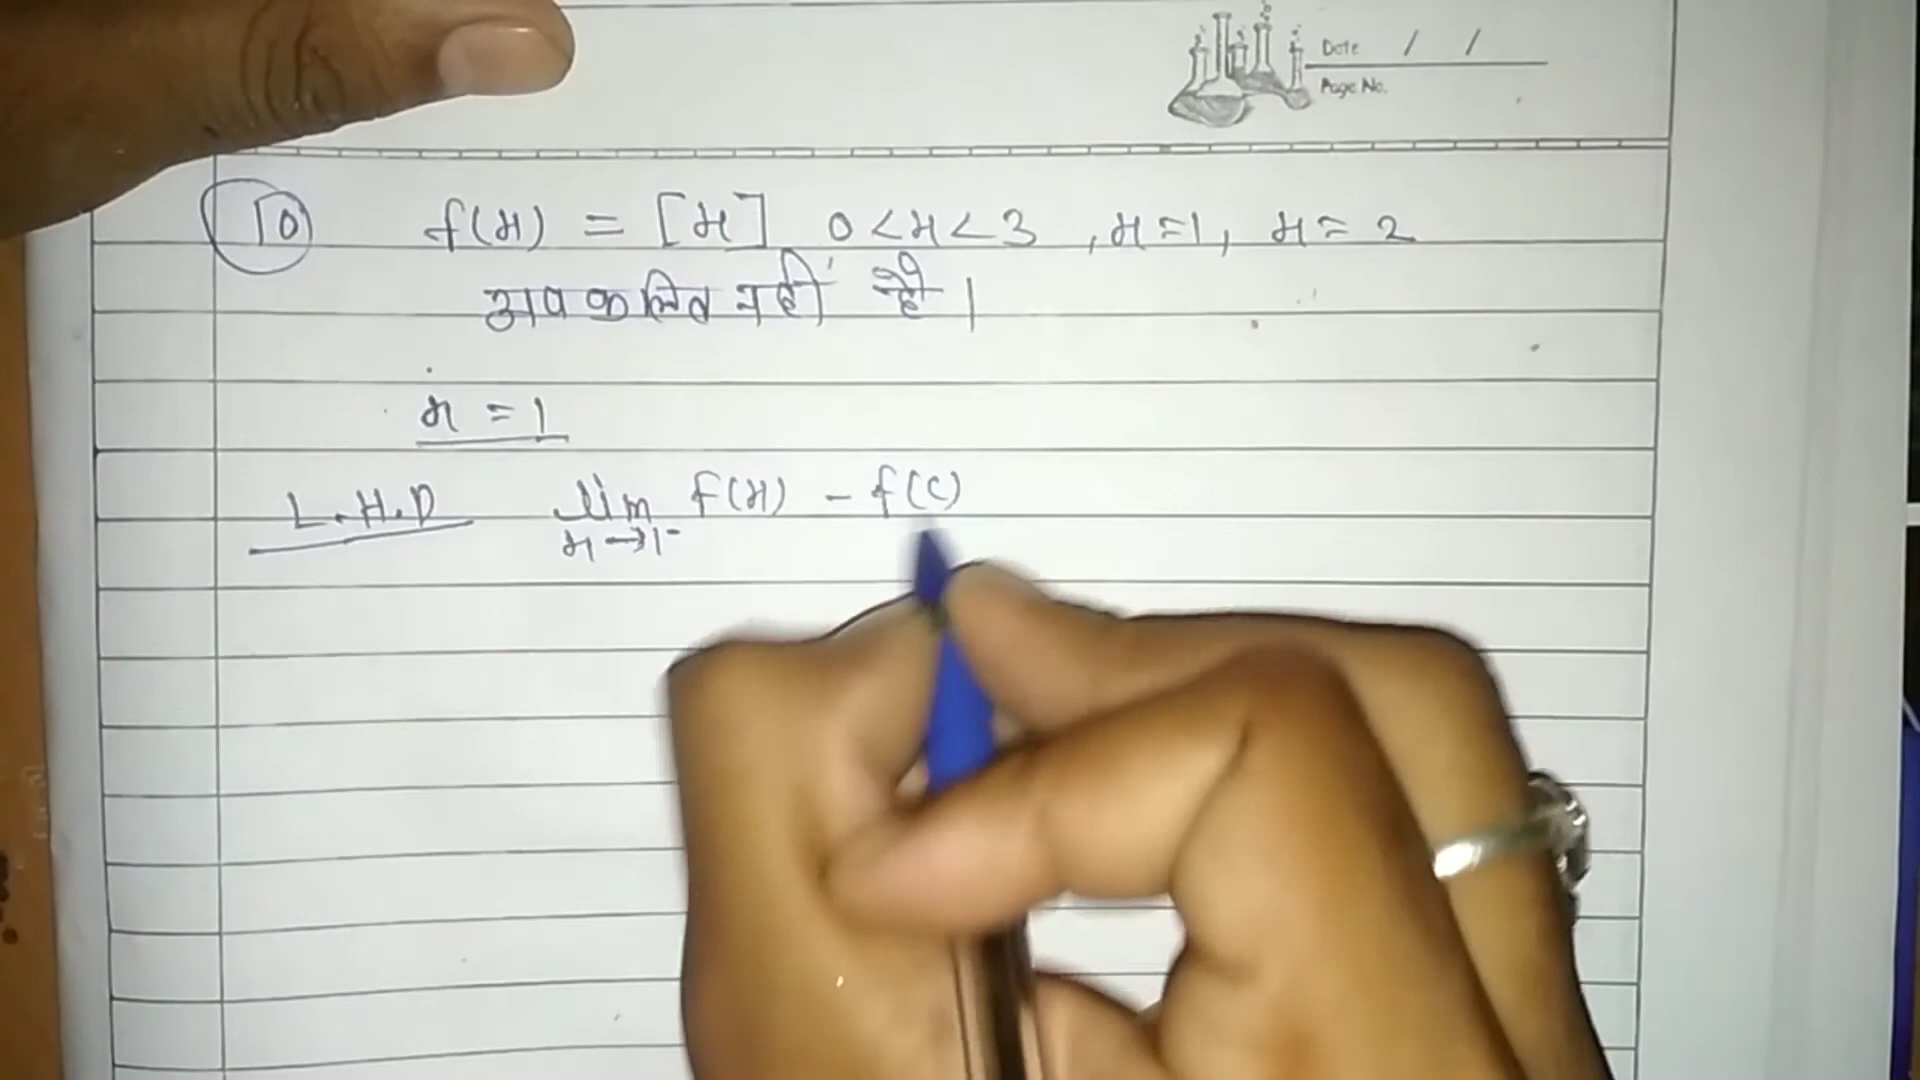 Date / /
Page No.
10 f(x) = [x] 0 < x < 3 , x = 1, x = 2
अवकलित नहीं है।
x = 1
L.H.D lim f(x) - f(c)
x → 1⁻